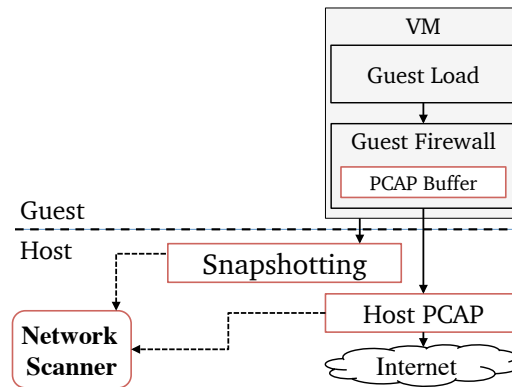 VM
Guest Load
Guest Firewall
PCAP Buffer
Guest
Host
Snapshotting
Host PCAP
Network
Scanner
Internet